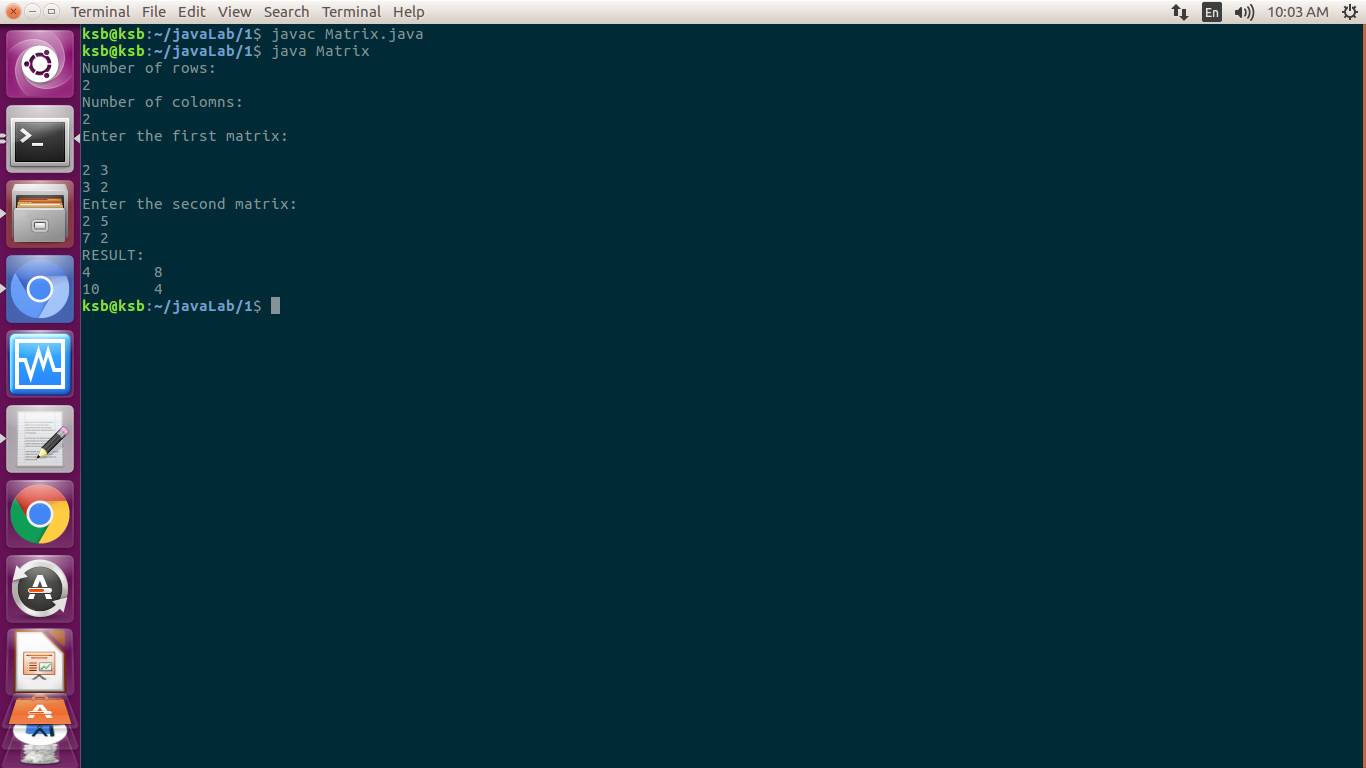 Terminal File Edit View Search Terminal Help En 10:03 AM
ksb@ksb:~/javaLab/1$ javac Matrix.java
ksb@ksb:~/javaLab/1$ java Matrix
Number of rows:
2
Number of colomns:
2
Enter the first matrix:

2 3
3 2
Enter the second matrix:
2 5
7 2
RESULT:
4 8
10 4
ksb@ksb:~/javaLab/1$